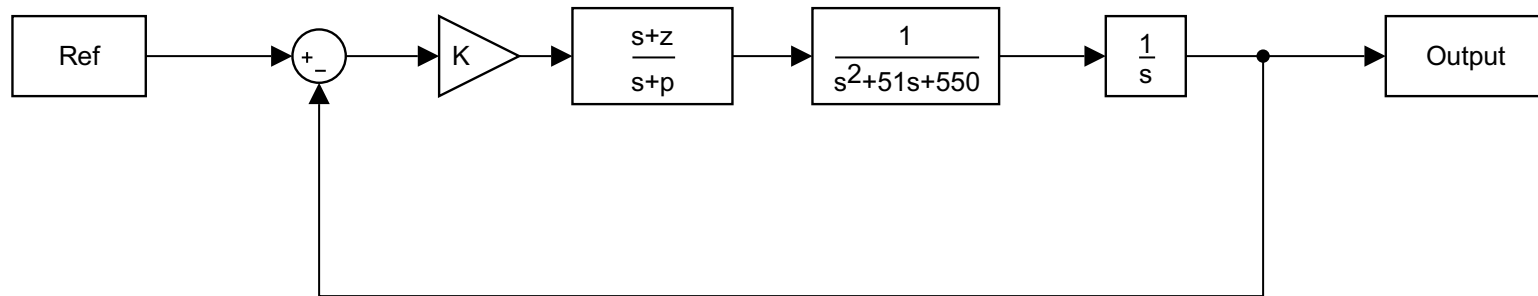 Ref
+
−
K
s+z
s+p
1
s²+51s+550
1
s
Output